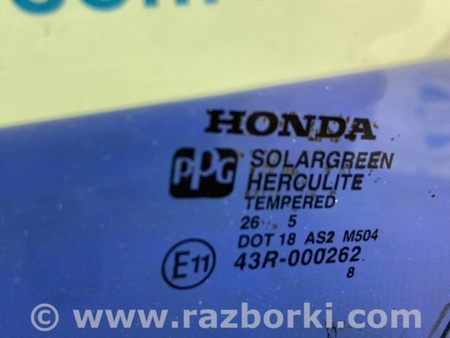 HONDA
PPG SOLARGREEN
HERCULITE
TEMPERED
26 5
DOT 18 AS2 M504
E11 43R-000262
8
© www.razborki.com